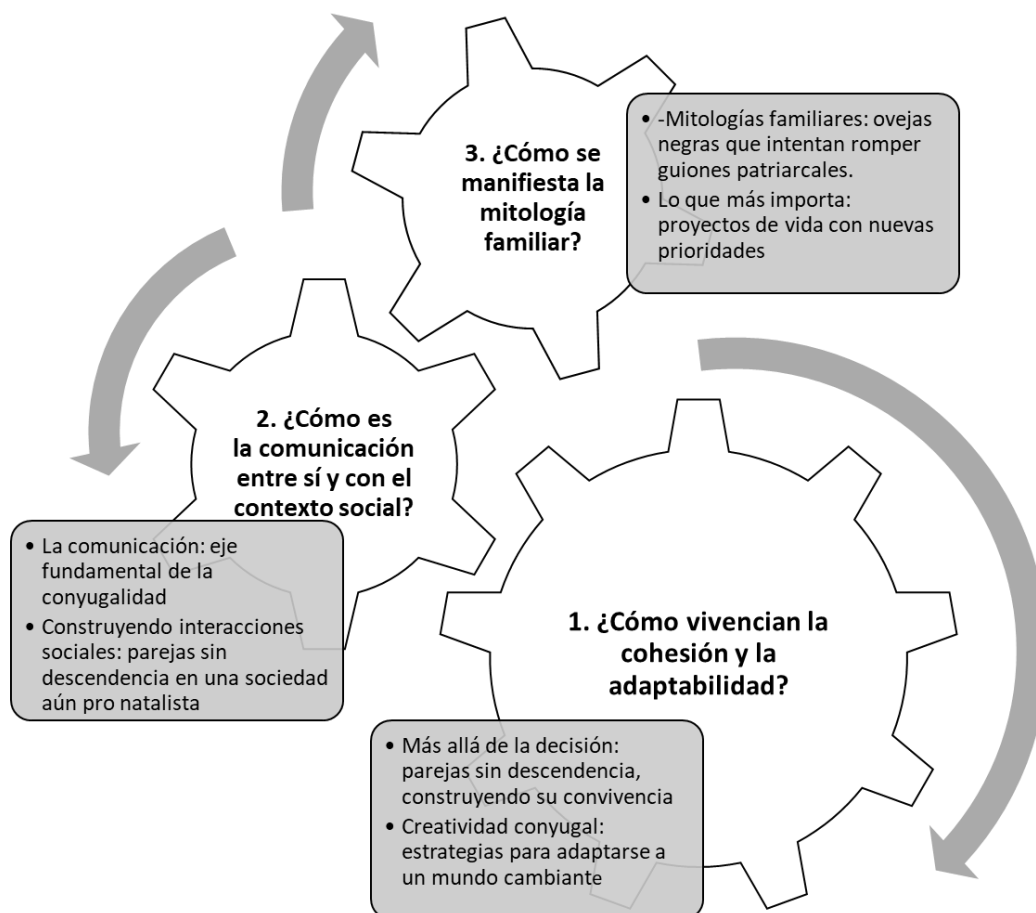 3. ¿Cómo se
manifiesta la
mitología
familiar?
• -Mitologías familiares: ovejas
negras que intentan romper
guiones patriarcales.
• Lo que más importa:
proyectos de vida con nuevas
prioridades
2. ¿Cómo es
la comunicación
entre sí y con el
contexto social?
• La comunicación: eje
fundamental de la
conyugalidad
• Construyendo interacciones
sociales: parejas sin
descendencia en una sociedad
aún pro natalista
1. ¿Cómo vivencian la
cohesión y la
adaptabilidad?
• Más allá de la decisión:
parejas sin descendencia,
construyendo su convivencia
• Creatividad conyugal:
estrategias para adaptarse a
un mundo cambiante